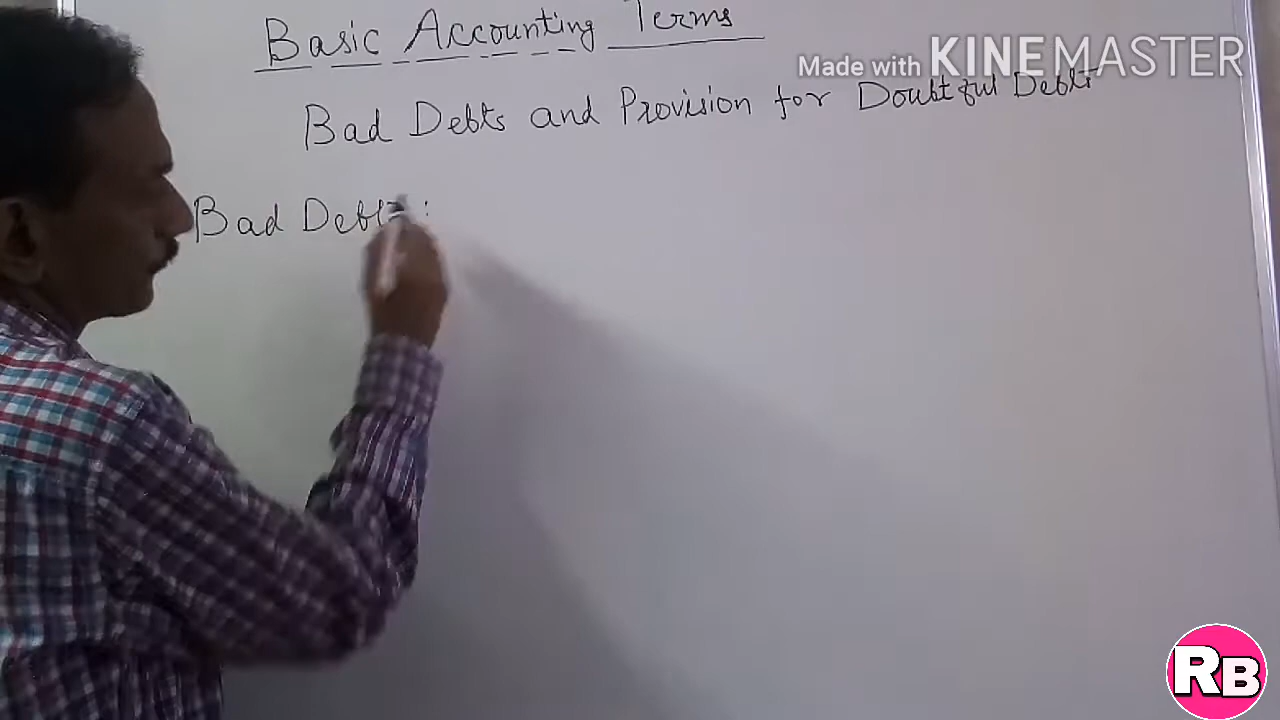 Basic Accounting Terms
Made with KINEMASTER
Bad Debts and Provision for Doubtful Debts
Bad Debts :
RB